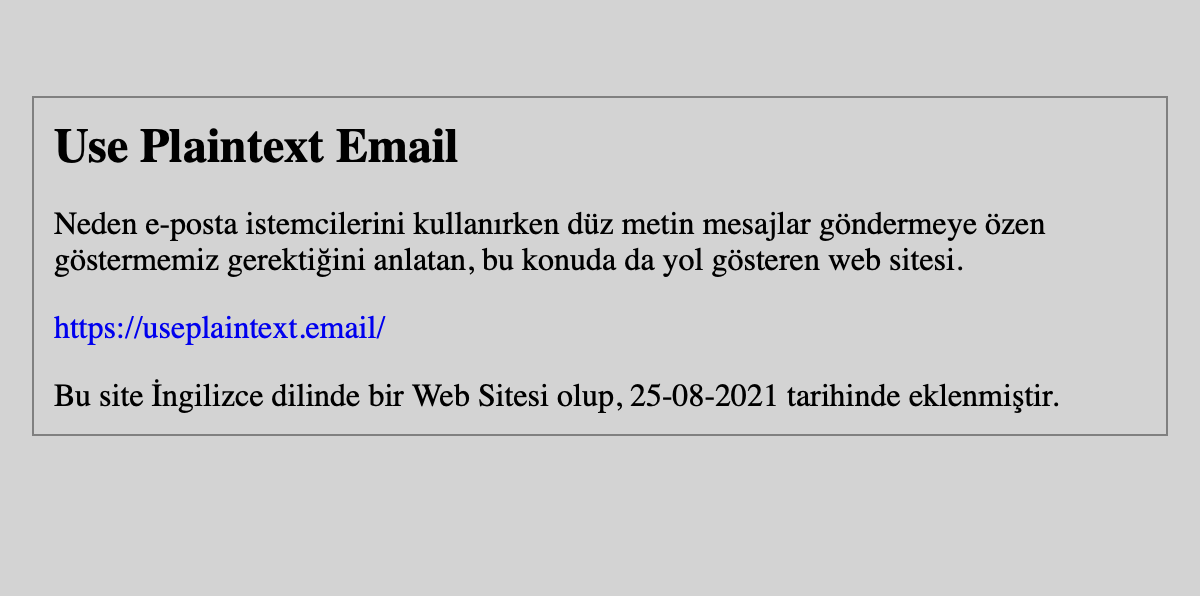 Use Plaintext Email
Neden e-posta istemcilerini kullanırken düz metin mesajlar göndermeye özen
göstermemiz gerektiğini anlatan, bu konuda da yol gösteren web sitesi.
https://useplaintext.email/
Bu site İngilizce dilinde bir Web Sitesi olup, 25-08-2021 tarihinde eklenmiştir.